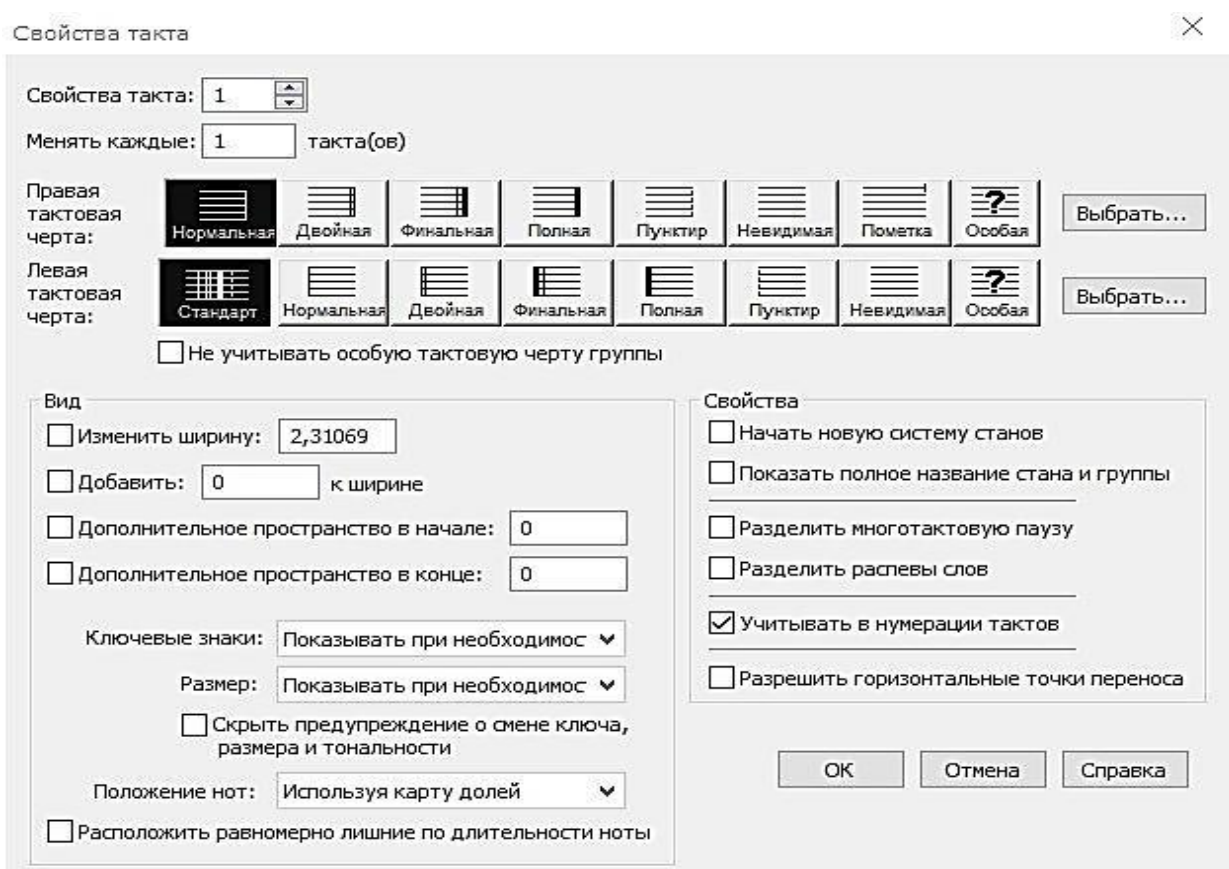 Свойства такта
Свойства такта: 1
Менять каждые: 1 такта(ов)
Правая
тактовая
черта:
Нормальная Двойная Финальная Полная Пунктир Невидимая Пометка Особая
Выбрать...
Левая
тактовая
черта:
Стандарт Нормальная Двойная Финальная Полная Пунктир Невидимая Особая
Выбрать...
Не учитывать особую тактовую черту группы
Вид
Изменить ширину: 2,31069
Добавить: 0 к ширине
Дополнительное пространство в начале: 0
Дополнительное пространство в конце: 0
Ключевые знаки: Показывать при необходимос
Размер: Показывать при необходимос
Скрыть предупреждение о смене ключа,
размера и тональности
Положение нот: Используя карту долей
Расположить равномерно лишние по длительности ноты
Свойства
Начать новую систему станов
Показать полное название стана и группы
Разделить многотактовую паузу
Разделить распевы слов
Учитывать в нумерации тактов
Разрешить горизонтальные точки переноса
OK Отмена Справка